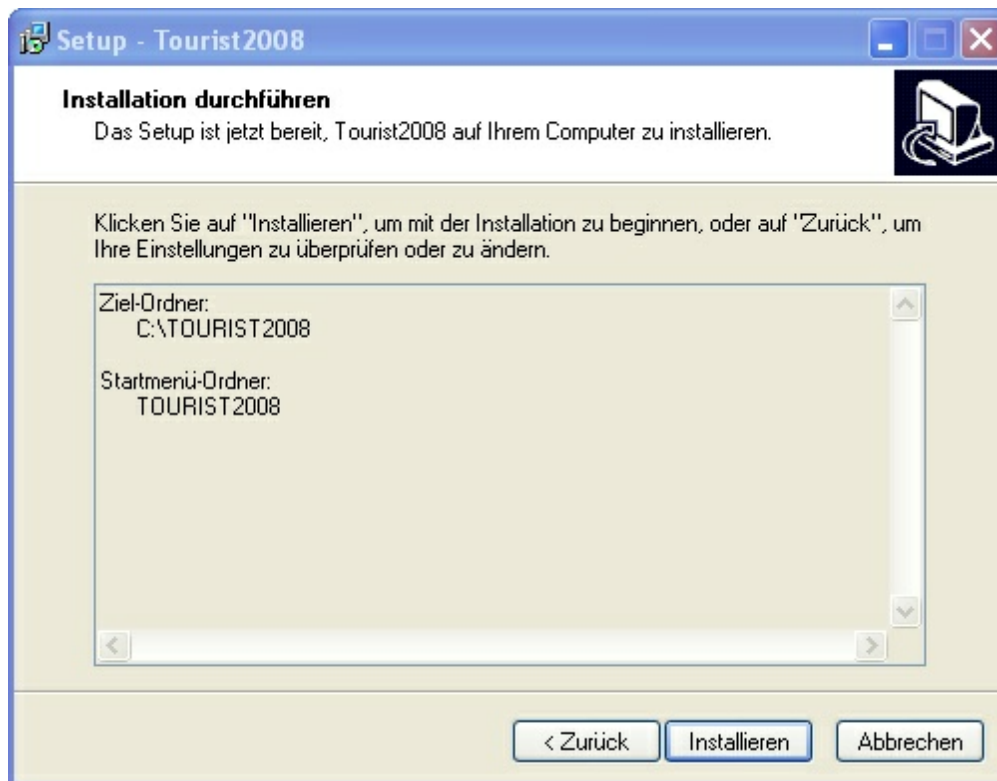 Setup - Tourist2008
Installation durchführen
Das Setup ist jetzt bereit, Tourist2008 auf Ihrem Computer zu installieren.
Klicken Sie auf "Installieren", um mit der Installation zu beginnen, oder auf "Zurück", um
Ihre Einstellungen zu überprüfen oder zu ändern.
Ziel-Ordner:
C:\TOURIST2008
Startmenü-Ordner:
TOURIST2008
< Zurück
Installieren
Abbrechen